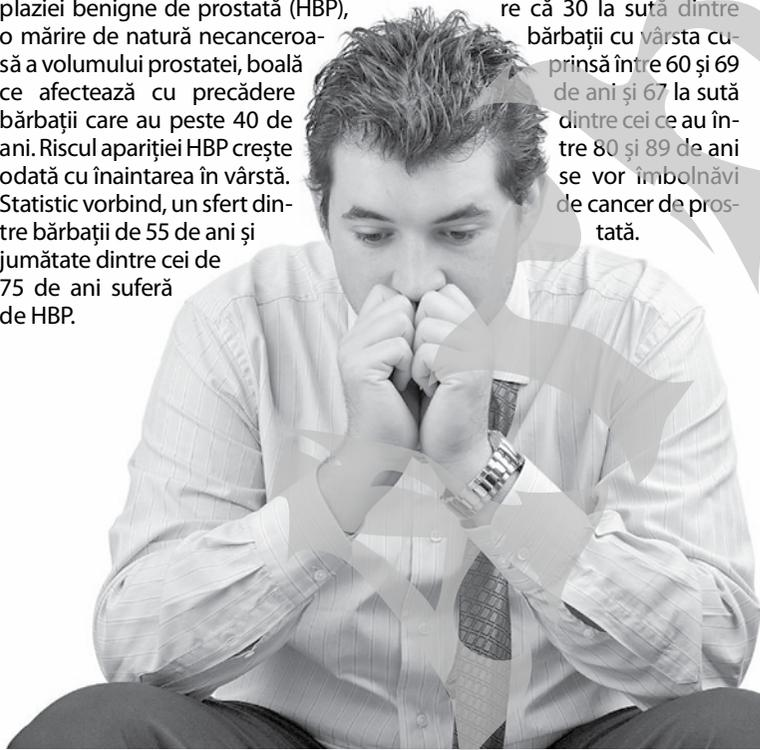 plaziei benigne de prostată (HBP),
o mărire de natură necanceroa-
să a volumului prostatei, boală
ce afectează cu precădere
bărbații care au peste 40 de
ani. Riscul apariției HBP crește
odată cu înaintarea în vârstă.
Statistic vorbind, un sfert din-
tre bărbații de 55 de ani și
jumătate dintre cei de
75 de ani suferă
de HBP.
re că 30 la sută dintre
bărbații cu vârsta cu-
prinsă între 60 și 69
de ani și 67 la sută
dintre cei ce au în-
tre 80 și 89 de ani
se vor îmbolnăvi
de cancer de pros-
tată.